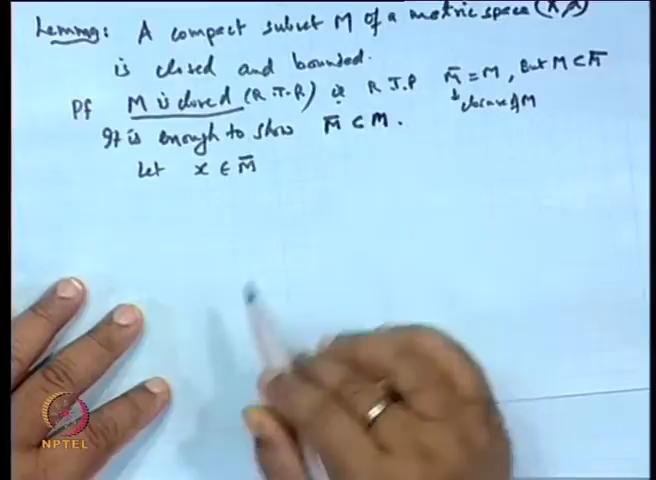 Lemma: A compact subset M of a metric space (X, d)
is closed and bounded.
Pf M is closed (R.T.P) ie R.T.P M̄ = M, But M ⊂ M̄
closure of M
It is enough to show M̄ ⊂ M.
Let x ∈ M̄
NPTEL